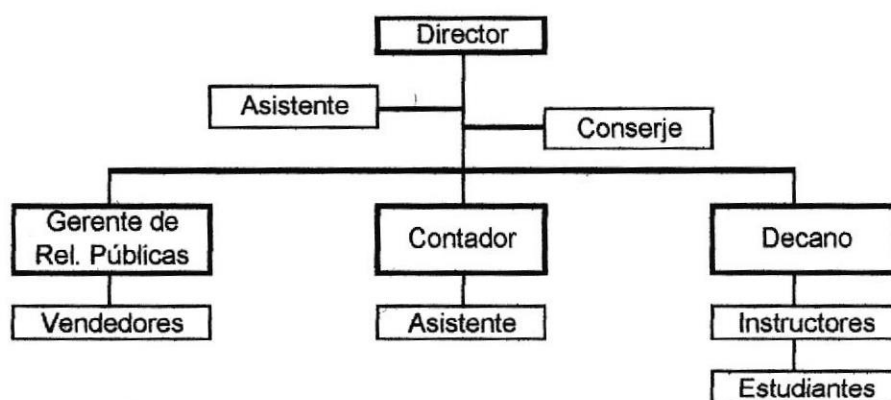 Director
Asistente
Conserje
Gerente de
Rel. Públicas
Contador
Decano
Vendedores
Asistente
Instructores
Estudiantes